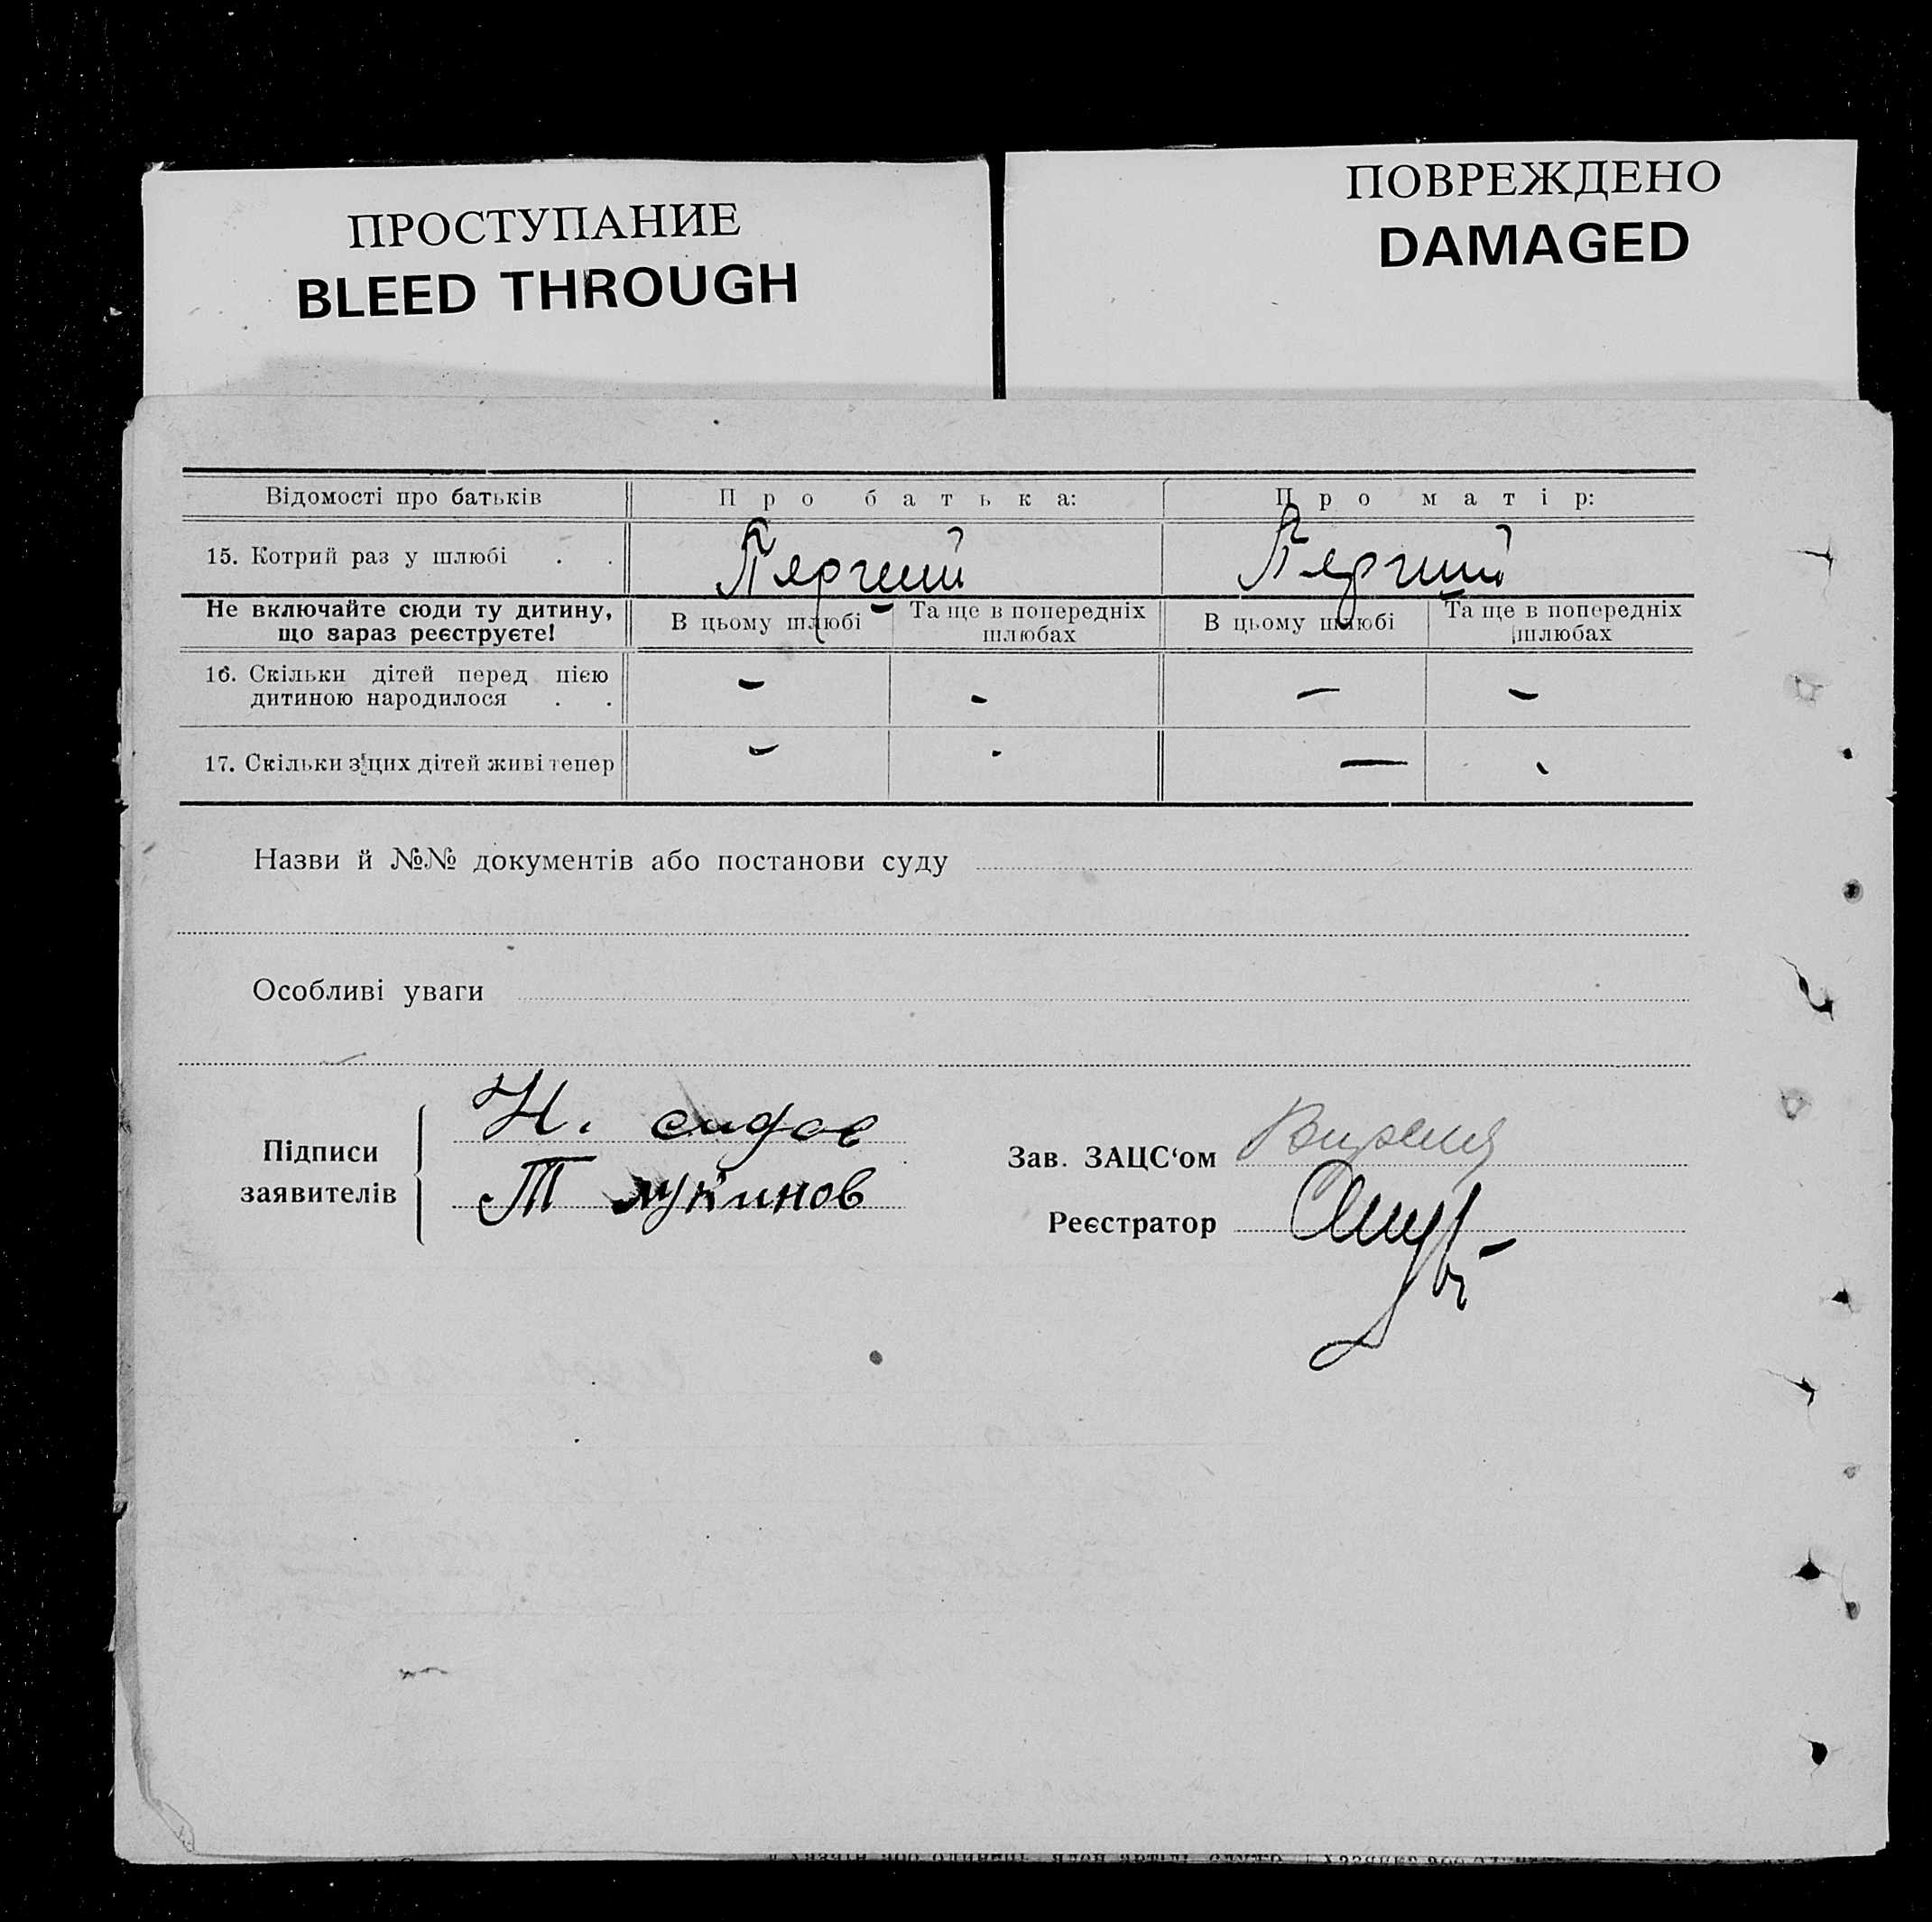 ПРОСТУПАНИЕ
BLEED THROUGH
ПОВРЕЖДЕНО
DAMAGED
Відомості про батьків
Про батька:
Про матір:
15. Котрий раз у шлюбі . .
Перший
Перший
Не включайте сюди ту дитину,
що зараз реєструєте!
В цьому шлюбі
Та ще в попередніх
шлюбах
В цьому шлюбі
Та ще в попередніх
шлюбах
16. Скільки дітей перед цією
дитиною народилося . .
–
–
–
–
17. Скільки з цих дітей живі тепер
–
-
—
-
Назви й №№ документів або постанови суду
Особливі уваги
Підписи
заявителів
Н.
Т
Зав. ЗАЦС‘ом
Реєстратор